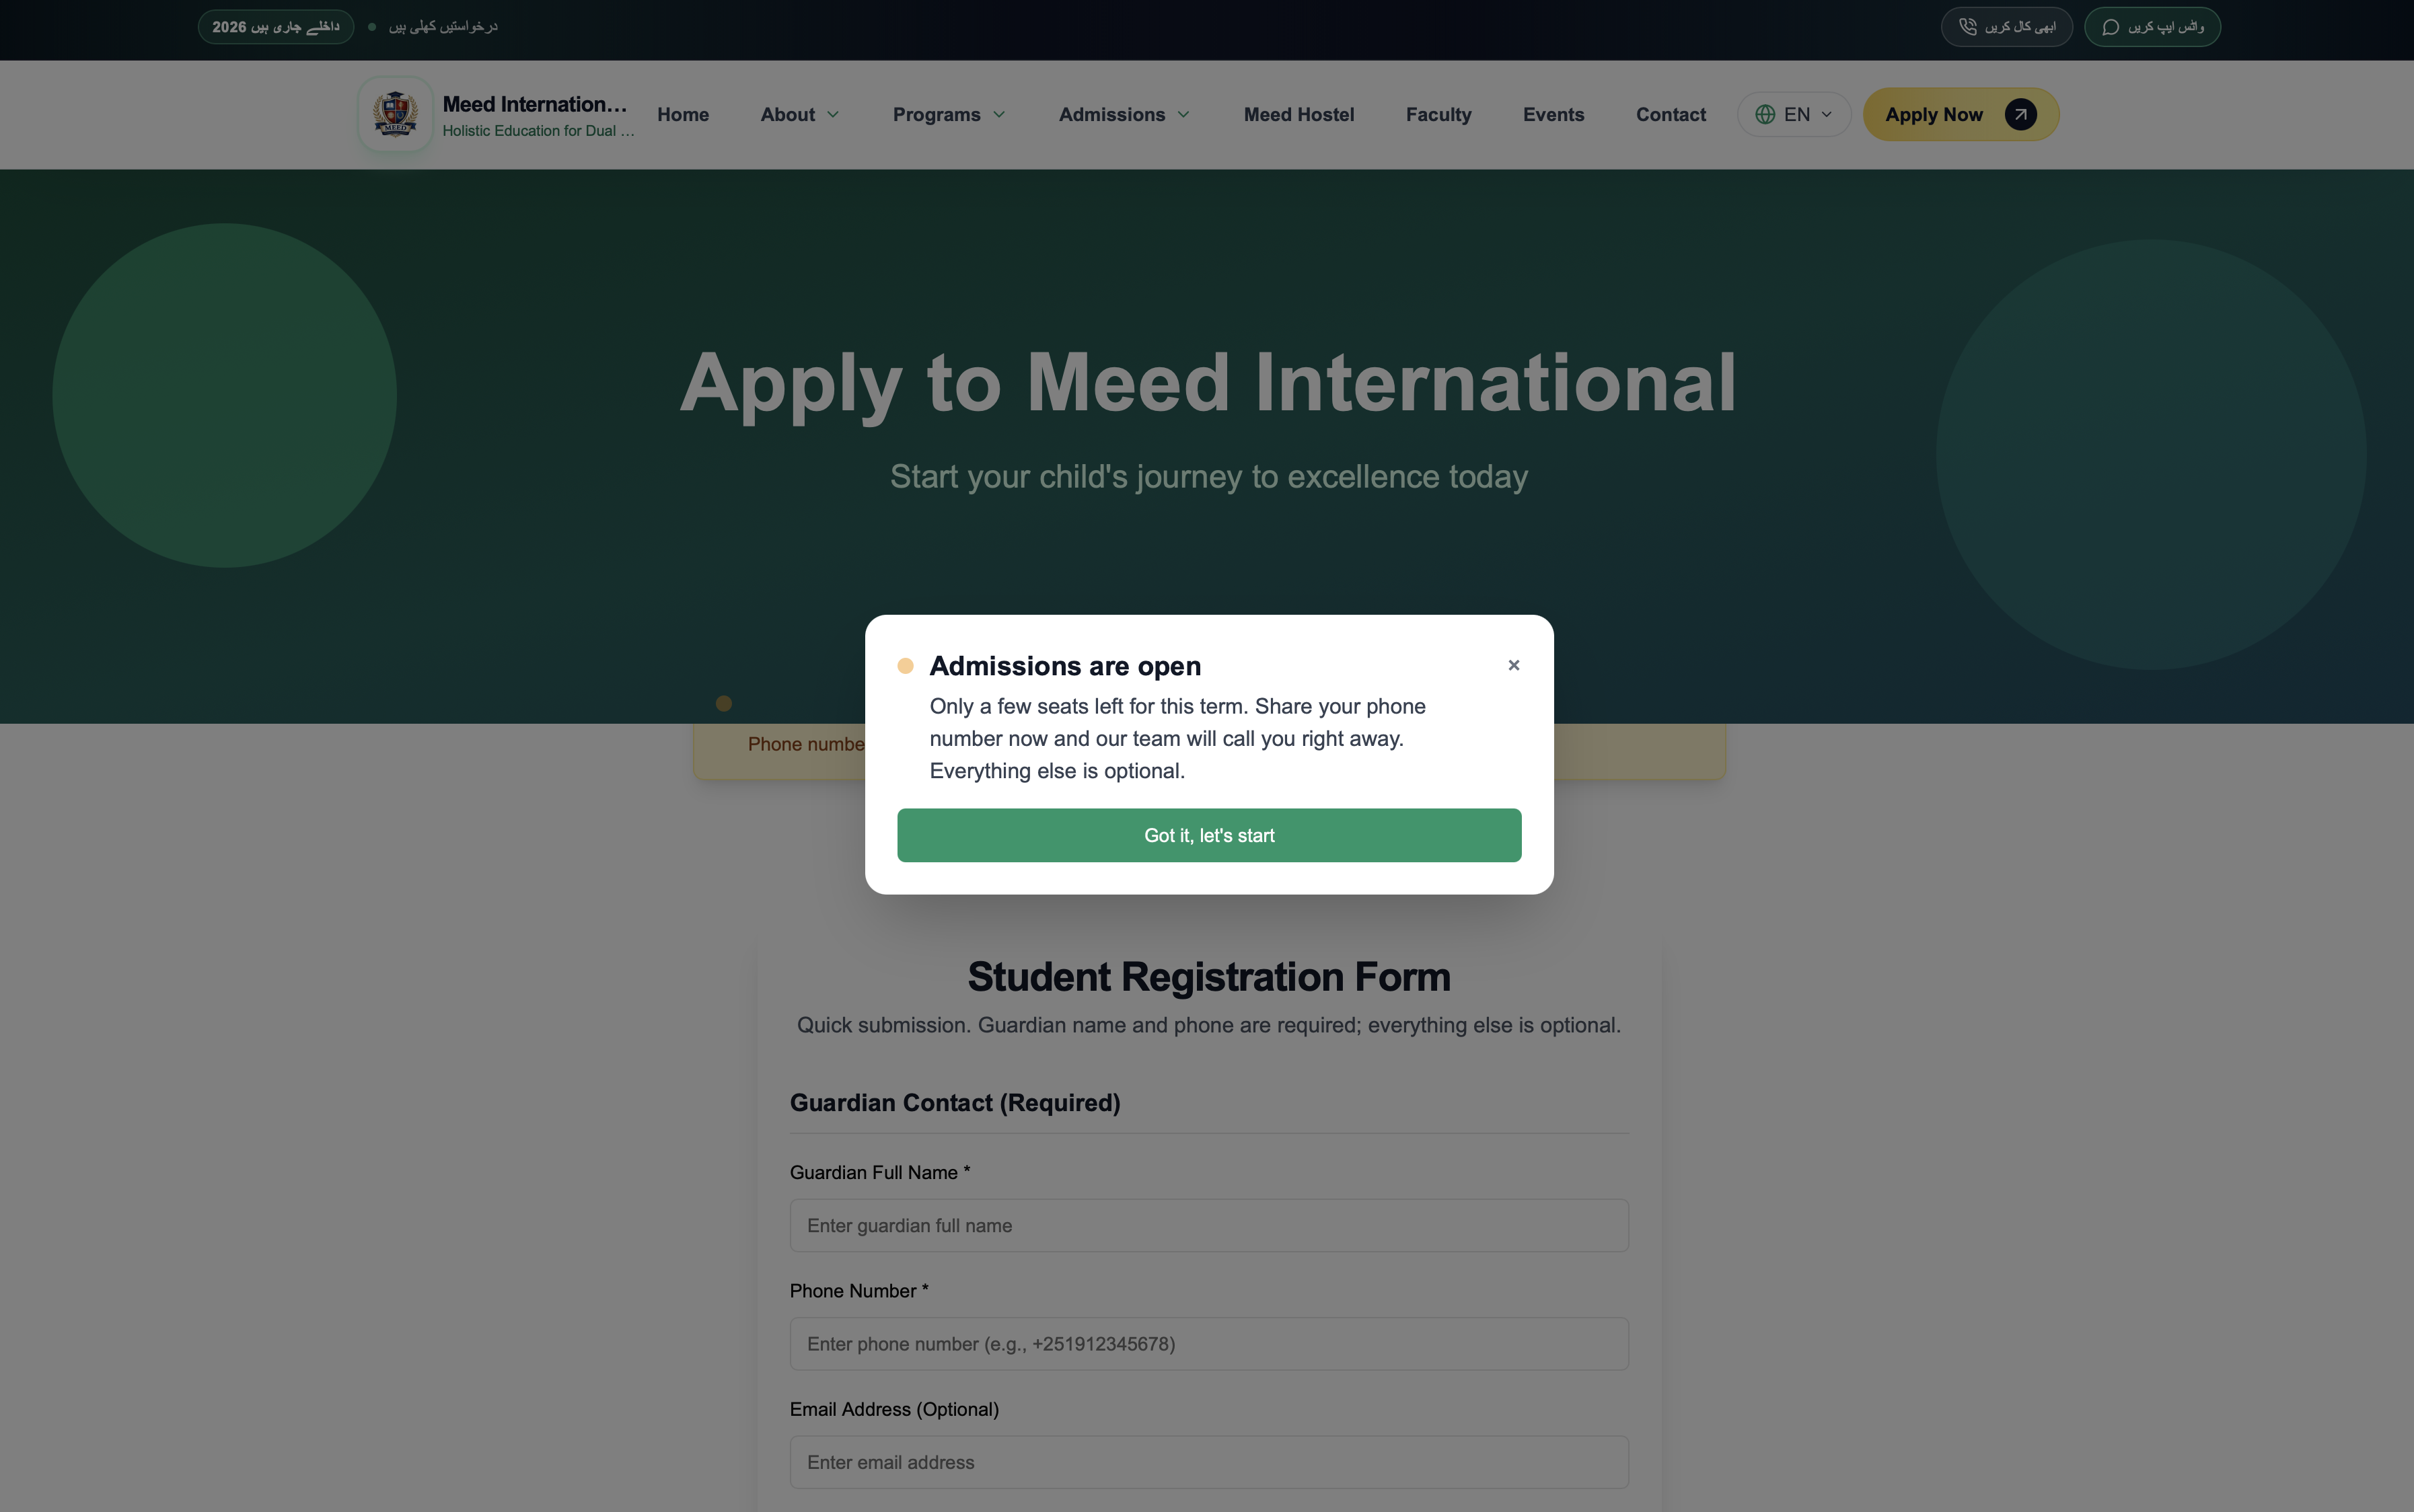 داخلے جاری ہیں 2026
درخواستیں کھلی ہیں
ابھی کال کریں
واٹس ایپ کریں
Meed Internation...
Holistic Education for Dual ...
MEED
Home
About
Programs
Admissions
Meed Hostel
Faculty
Events
Contact
EN
Apply Now
Apply to Meed International
Start your child's journey to excellence today
Admissions are open
×
Only a few seats left for this term. Share your phone
number now and our team will call you right away.
Everything else is optional.
Got it, let's start
Phone numbe
Student Registration Form
Quick submission. Guardian name and phone are required; everything else is optional.
Guardian Contact (Required)
Guardian Full Name *
Enter guardian full name
Phone Number *
Enter phone number (e.g., +251912345678)
Email Address (Optional)
Enter email address